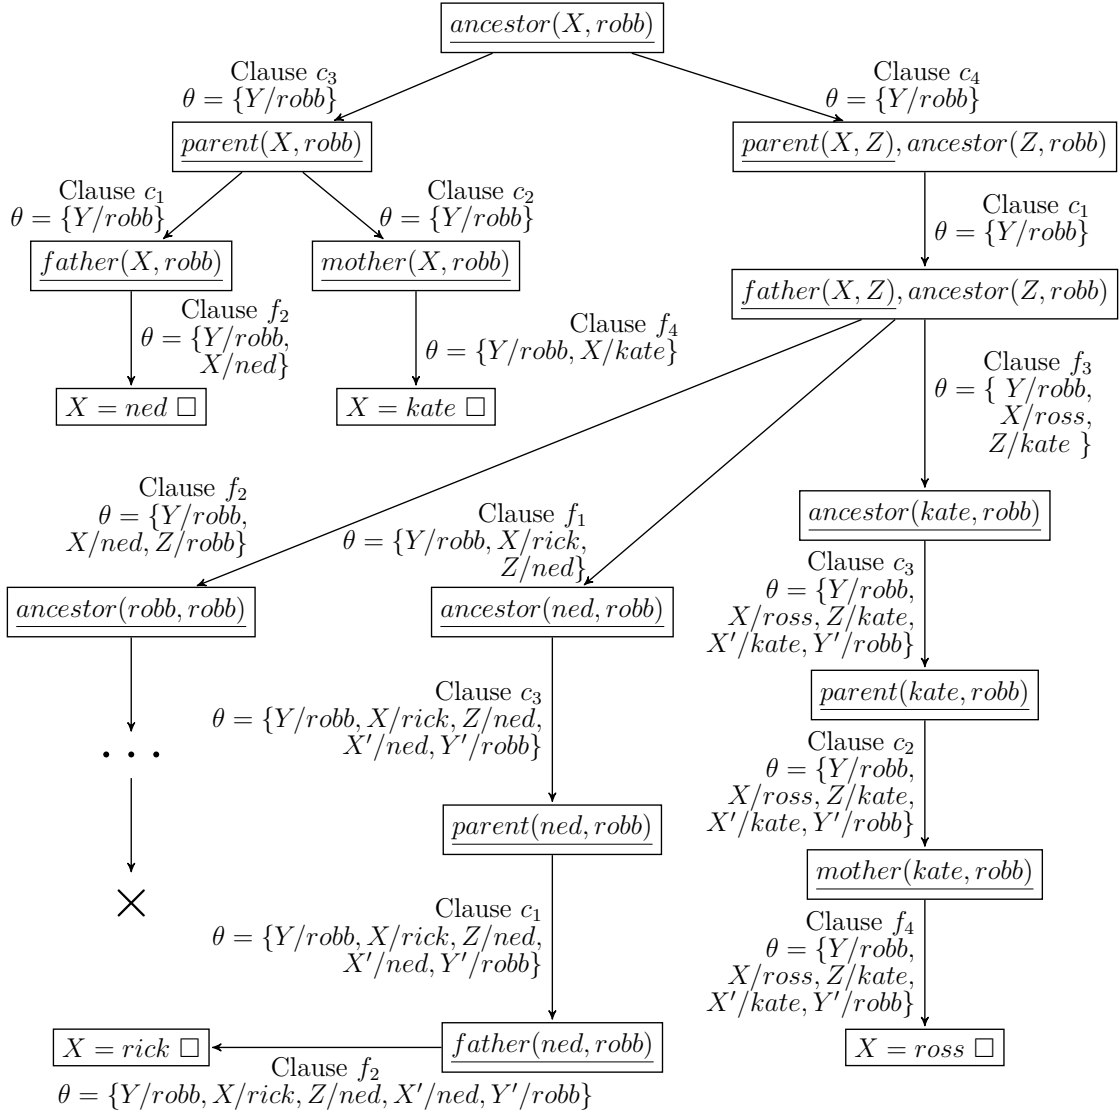 ancestor(X, robb)
Clause c₃
θ = {Y/robb}
Clause c₄
θ = {Y/robb}
parent(X, robb)
parent(X, Z), ancestor(Z, robb)
Clause c₁
θ = {Y/robb}
Clause c₂
θ = {Y/robb}
Clause c₁
θ = {Y/robb}
father(X, robb)
mother(X, robb)
father(X, Z), ancestor(Z, robb)
Clause f₂
θ = {Y/robb,
X/ned}
Clause f₄
θ = {Y/robb, X/kate}
Clause f₃
θ = { Y/robb,
X/ross,
Z/kate }
X = ned □
X = kate □
Clause f₂
θ = {Y/robb,
X/ned, Z/robb}
Clause f₁
θ = {Y/robb, X/rick,
Z/ned}
ancestor(kate, robb)
Clause c₃
θ = {Y/robb,
X/ross, Z/kate,
X′/kate, Y′/robb}
ancestor(robb, robb)
ancestor(ned, robb)
Clause c₃
θ = {Y/robb, X/rick, Z/ned,
X′/ned, Y′/robb}
parent(kate, robb)
Clause c₂
θ = {Y/robb,
X/ross, Z/kate,
X′/kate, Y′/robb}
· · ·
parent(ned, robb)
mother(kate, robb)
×
Clause c₁
θ = {Y/robb, X/rick, Z/ned,
X′/ned, Y′/robb}
Clause f₄
θ = {Y/robb,
X/ross, Z/kate,
X′/kate, Y′/robb}
X = rick □
father(ned, robb)
X = ross □
Clause f₂
θ = {Y/robb, X/rick, Z/ned, X′/ned, Y′/robb}